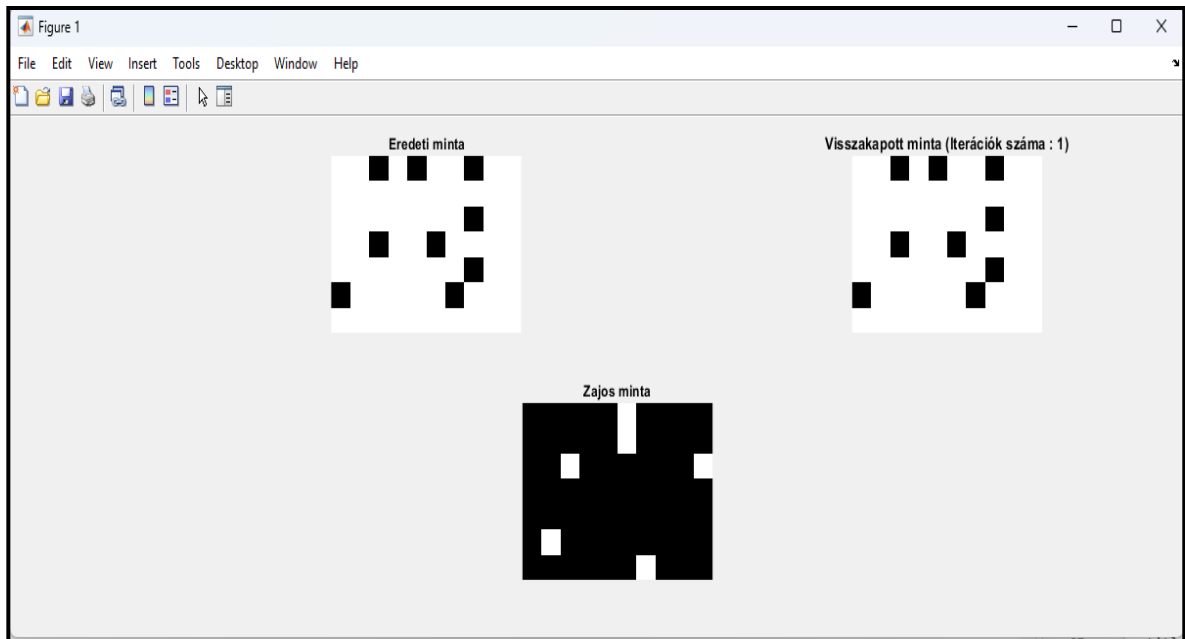 Figure 1
File Edit View Insert Tools Desktop Window Help
Eredeti minta
Visszakapott minta (Iterációk száma : 1)
Zajos minta